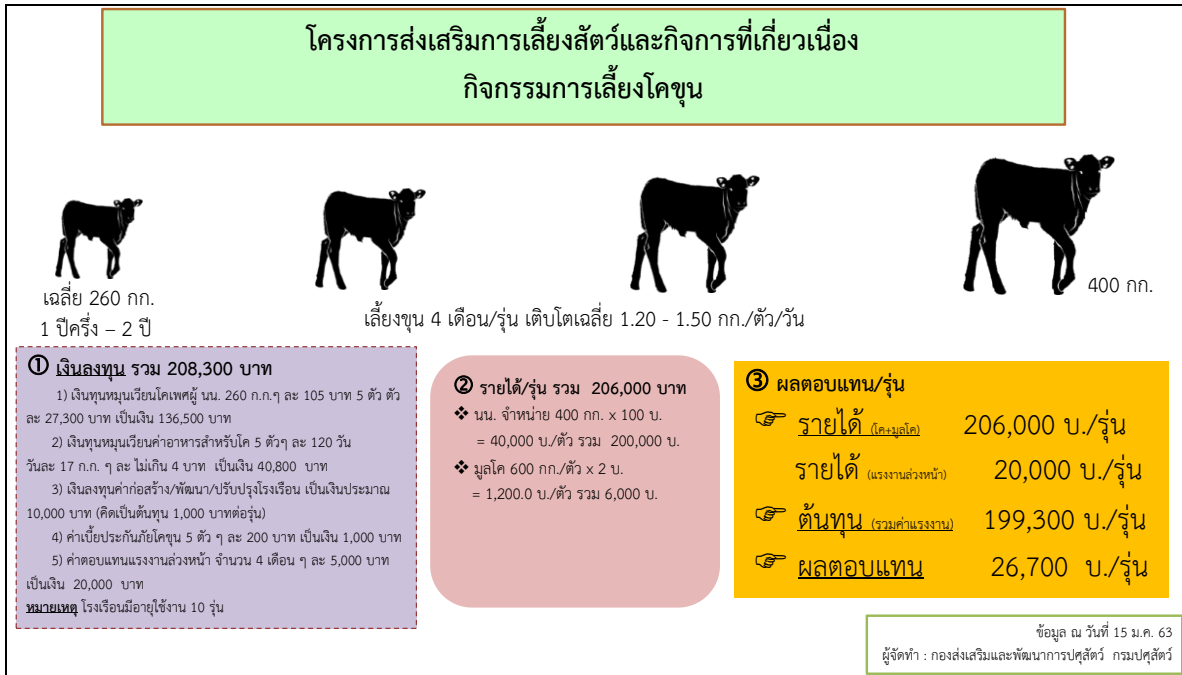 โครงการส่งเสริมการเลี้ยงสัตว์และกิจการที่เกี่ยวเนื่อง
กิจกรรมการเลี้ยงโคขุน
เฉลี่ย 260 กก.
1 ปีครึ่ง – 2 ปี
เลี้ยงขุน 4 เดือน/รุ่น เติบโตเฉลี่ย 1.20 - 1.50 กก./ตัว/วัน
400 กก.
① เงินลงทุน รวม 208,300 บาท
1) เงินทุนหมุนเวียนโคเพศผู้ นน. 260 ก.ก.ๆ ละ 105 บาท 5 ตัว ตัว
ละ 27,300 บาท เป็นเงิน 136,500 บาท
2) เงินทุนหมุนเวียนค่าอาหารสำหรับโค 5 ตัวๆ ละ 120 วัน
วันละ 17 ก.ก. ๆ ละ ไม่เกิน 4 บาท เป็นเงิน 40,800 บาท
3) เงินลงทุนค่าก่อสร้าง/พัฒนา/ปรับปรุงโรงเรือน เป็นเงินประมาณ
10,000 บาท (คิดเป็นต้นทุน 1,000 บาทต่อรุ่น)
4) ค่าเบี้ยประกันภัยโคขุน 5 ตัว ๆ ละ 200 บาท เป็นเงิน 1,000 บาท
5) ค่าตอบแทนแรงงานล่วงหน้า จำนวน 4 เดือน ๆ ละ 5,000 บาท
เป็นเงิน 20,000 บาท
หมายเหตุ โรงเรือนมีอายุใช้งาน 10 รุ่น
② รายได้/รุ่น รวม 206,000 บาท
❖ นน. จำหน่าย 400 กก. x 100 บ.
= 40,000 บ./ตัว รวม 200,000 บ.
❖ มูลโค 600 กก./ตัว x 2 บ.
= 1,200.0 บ./ตัว รวม 6,000 บ.
③ ผลตอบแทน/รุ่น
☞ รายได้ (โค+มูลโค) 206,000 บ./รุ่น
รายได้ (แรงงานล่วงหน้า) 20,000 บ./รุ่น
☞ ต้นทุน (รวมค่าแรงงาน) 199,300 บ./รุ่น
☞ ผลตอบแทน 26,700 บ./รุ่น
ข้อมูล ณ วันที่ 15 ม.ค. 63
ผู้จัดทำ : กองส่งเสริมและพัฒนาการปศุสัตว์ กรมปศุสัตว์